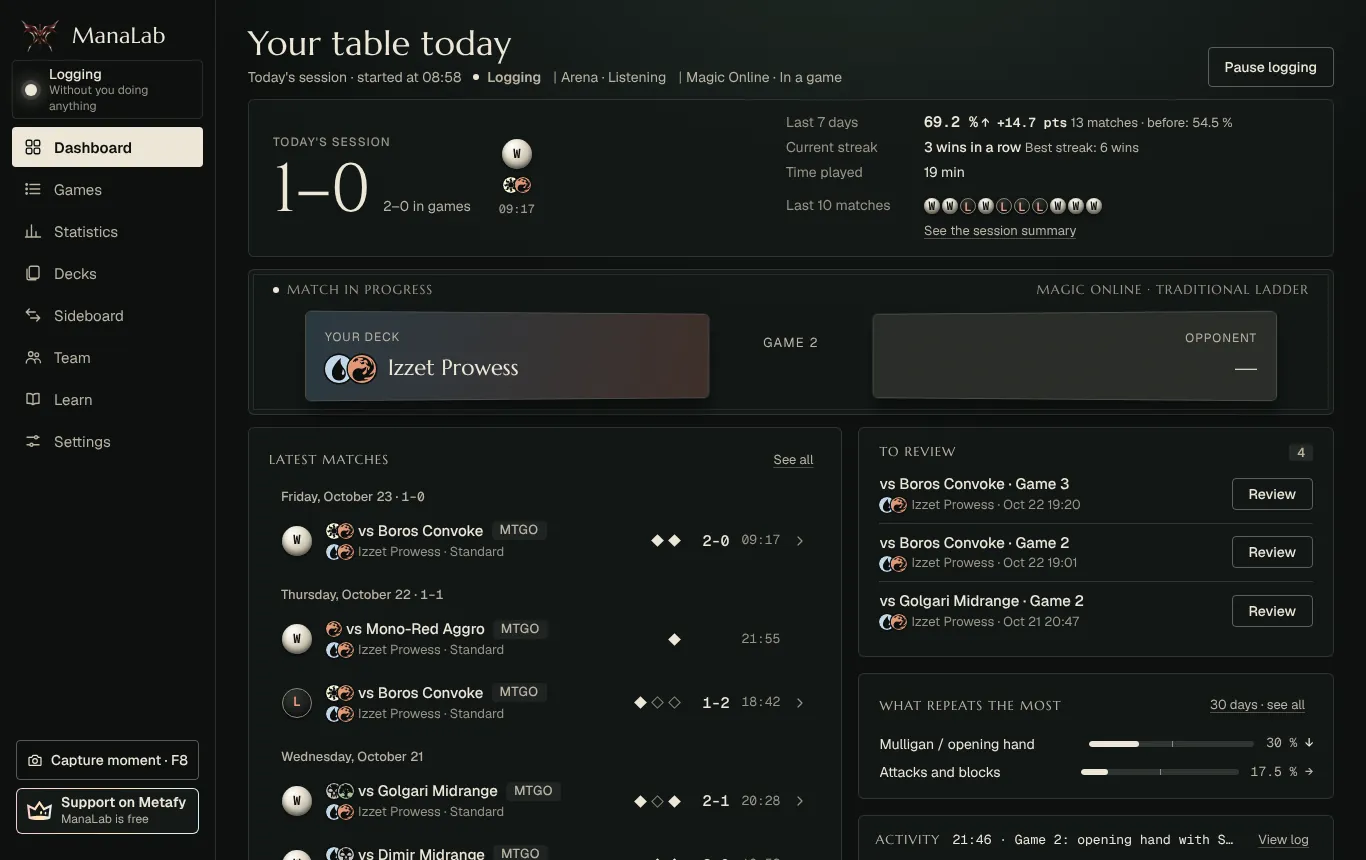 ManaLab
Logging
Without you doing
anything
Dashboard
Games
Statistics
Decks
Sideboard
Team
Learn
Settings
Capture moment · F8
Support on Metafy
ManaLab is free
Your table today
Today's session · started at 08:58 • Logging | Arena · Listening | Magic Online · In a game
Pause logging
TODAY'S SESSION
1–0 2–0 in games
W
09:17
Last 7 days 69.2 %↑ +14.7 pts 13 matches · before: 54.5 %
Current streak 3 wins in a row Best streak: 6 wins
Time played 19 min
Last 10 matches W W L W L L L W W W
See the session summary
• MATCH IN PROGRESS
MAGIC ONLINE · TRADITIONAL LADDER
YOUR DECK
Izzet Prowess
GAME 2
OPPONENT
—
LATEST MATCHES See all
Friday, October 23 · 1–0
W vs Boros Convoke MTGO 2-0 09:17
Izzet Prowess · Standard
Thursday, October 22 · 1–1
W vs Mono-Red Aggro MTGO 21:55
Izzet Prowess · Standard
L vs Boros Convoke MTGO 1-2 18:42
Izzet Prowess · Standard
Wednesday, October 21
W vs Golgari Midrange MTGO 2-1 20:28
Izzet Prowess · Standard
W vs Dimir Midrange MTGO
TO REVIEW 4
vs Boros Convoke · Game 3
Izzet Prowess · Oct 22 19:20
Review
vs Boros Convoke · Game 2
Izzet Prowess · Oct 22 19:01
Review
vs Golgari Midrange · Game 2
Izzet Prowess · Oct 21 20:47
Review
WHAT REPEATS THE MOST 30 days · see all
Mulligan / opening hand 30 % ↓
Attacks and blocks 17.5 % →
ACTIVITY 21:46 · Game 2: opening hand with S… View log